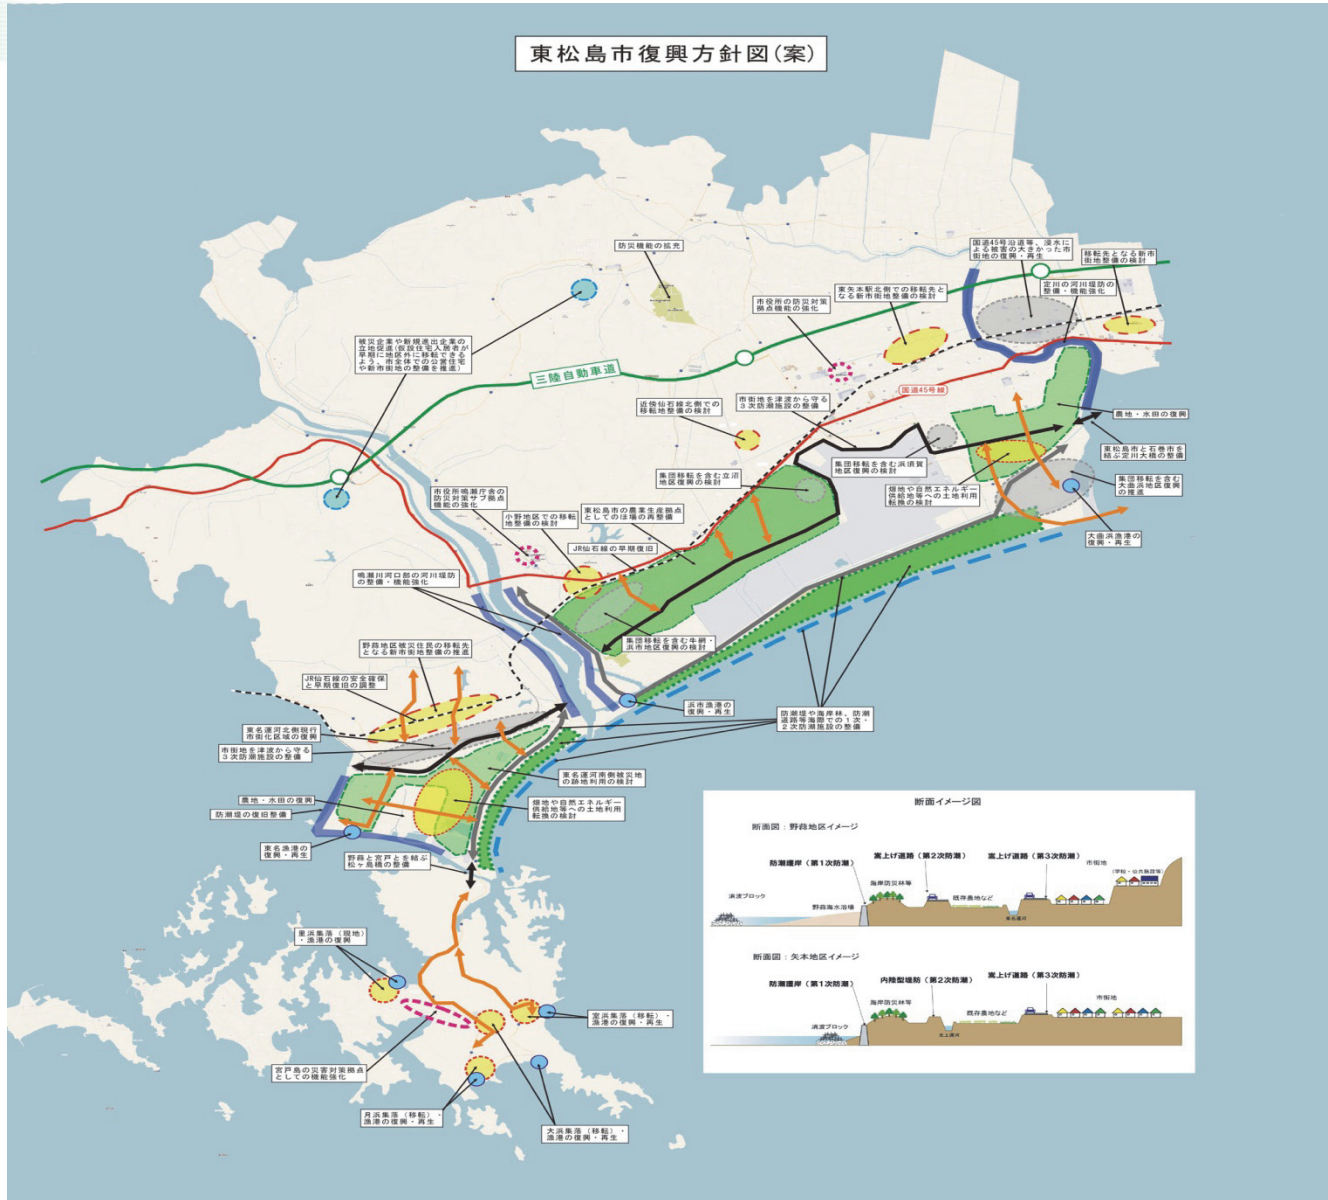 東松島市復興方針図(案)
防災機能の拡充
国道45号沿道等、浸水に
よる被害の大きかった市
街地の復興・再生
移転先となる新市
街地整備の検討
定川の河川堤防の
整備・機能強化
東矢本駅北側での移転先と
なる新市街地整備の検討
市役所の防災対策
拠点機能の強化
被災企業や新規進出企業の
立地促進(仮設住宅入居者が
早期に地区外に移転できる
よう、市全体での公営住宅
や新市街地の整備を推進)
三陸自動車道
国道45号線
近傍仙石線北側での
移転地整備の検討
市街地を津波から守る
3次防潮施設の整備
農地・水田の復興
東松島市と石巻市を
結ぶ定川大橋の整備
集団移転を含む浜須賀
地区復興の検討
集団移転を含む立沼
地区復興の検討
集団移転を含む
大曲浜地区復興
の推進
畑地や自然エネルギー
供給地等への土地利用
転換の検討
市役所鳴瀬庁舎の
防災対策サブ拠点
機能の強化
小野地区での移転
地整備の検討
東松島市の農業生産拠点
としてのほ場の再整備
大曲浜漁港の
復興・再生
JR仙石線の早期復旧
鳴瀬川河口部の河川堤防
の整備・機能強化
集団移転を含む牛網・
浜市地区復興の検討
野蒜地区被災住民の移転先
となる新市街地整備の推進
JR仙石線の安全確保
と早期復旧の調整
浜市漁港の
復興・再生
防潮堤や海岸林、防潮
道路等海際での1次・
2次防潮施設の整備
東名運河北側現行
市街化区域の復興
市街地を津波から守る
3次防潮施設の整備
東名運河南側被災地
の跡地利用の検討
農地・水田の復興
畑地や自然エネルギー
供給地等への土地利用
転換の検討
防潮堤の復旧整備
東名漁港の
復興・再生
野蒜と宮戸とを結ぶ
松ヶ島橋の整備
里浜集落(現地)
・漁港の復興
室浜集落(移転)・
漁港の復興・再生
宮戸島の災害対策拠点
としての機能強化
月浜集落(移転)・
漁港の復興・再生
大浜集落(移転)・
漁港の復興・再生
断面イメージ図
断面図:野蒜地区イメージ
防潮護岸(第1次防潮)
嵩上げ道路(第2次防潮)
嵩上げ道路(第3次防潮)
市街地
(学校・公共施設等)
海岸防災林等
消波ブロック
野蒜海水浴場
既存農地など
東名運河
断面図:矢本地区イメージ
防潮護岸(第1次防潮)
内陸型堤防(第2次防潮)
嵩上げ道路(第3次防潮)
海岸防災林等
市街地
消波ブロック
既存農地など
北上運河